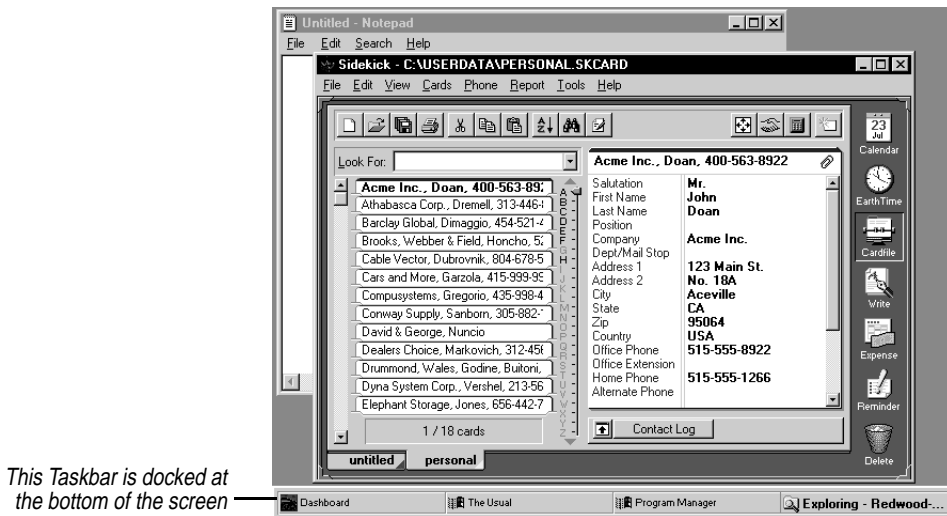 Untitled - Notepad
File Edit Search Help
Sidekick - C:\USERDATA\PERSONAL.SKCARD
File Edit View Cards Phone Report Tools Help
23
Jul
Calendar
Look For:
Acme Inc., Doan, 400-563-8922
Acme Inc., Doan, 400-563-892
Athabasca Corp., Dremell, 313-446-
Barclay Global, Dimaggio, 454-521-4
Brooks, Webber & Field, Honcho, 52
Cable Vector, Dubrovnik, 804-678-5
Cars and More, Garzola, 415-999-99
Compusystems, Gregorio, 435-998-4
Conway Supply, Sanborn, 305-882-
David & George, Nuncio
Dealers Choice, Markovich, 312-456
Drummond, Wales, Godine, Buitoni,
Dyna System Corp., Vershel, 213-56
Elephant Storage, Jones, 656-442-7
1 / 18 cards
A
B
C
D
E
F
G
H
I
J
K
L
M
N
O
P
Q
R
S
T
U
V
W
X
Y
Z
Salutation Mr.
First Name John
Last Name Doan
Position
Company Acme Inc.
Dept/Mail Stop
Address 1 123 Main St.
Address 2 No. 18A
City Aceville
State CA
Zip 95064
Country USA
Office Phone 515-555-8922
Office Extension
Home Phone 515-555-1266
Alternate Phone
Contact Log
EarthTime
Cardfile
Write
Expense
Reminder
Delete
untitled personal
This Taskbar is docked at
the bottom of the screen
Dashboard The Usual Program Manager Exploring - Redwood-...